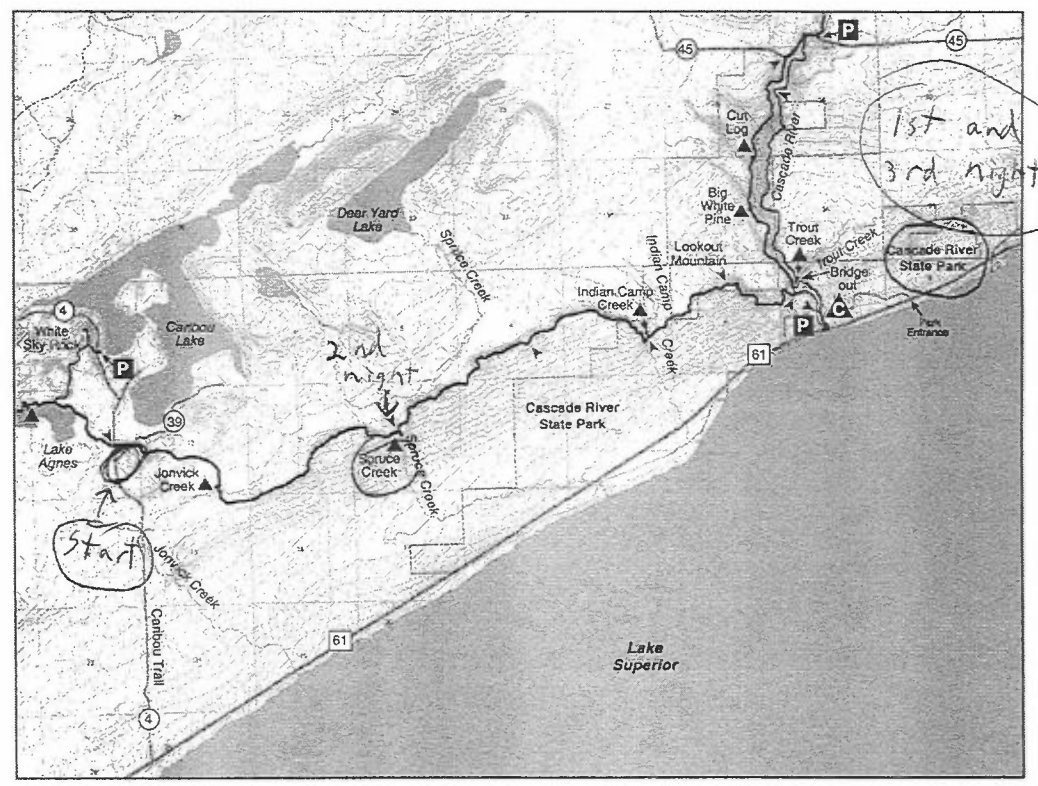 P
45
45
1st and
3rd night
Cut
Log
Cascade River
Big
White
Pine
Deer Yard
Lake
Spruce Creek
Indian Camp
Creek
Lookout
Mountain
Trout
Creek
Trout Creek
Bridge
out
Cascade River
State Park
Indian Camp
Creek
C
P
Park
Entrance
4
White
Sky Rock
P
Caribou
Lake
61
2nd
night
Cascade River
State Park
39
Lake
Agnes
Jonvick
Creek
Spruce
Creek
Spruce Creek
Start
Jonvick Creek
Caribou Trail
61
Lake
Superior
4